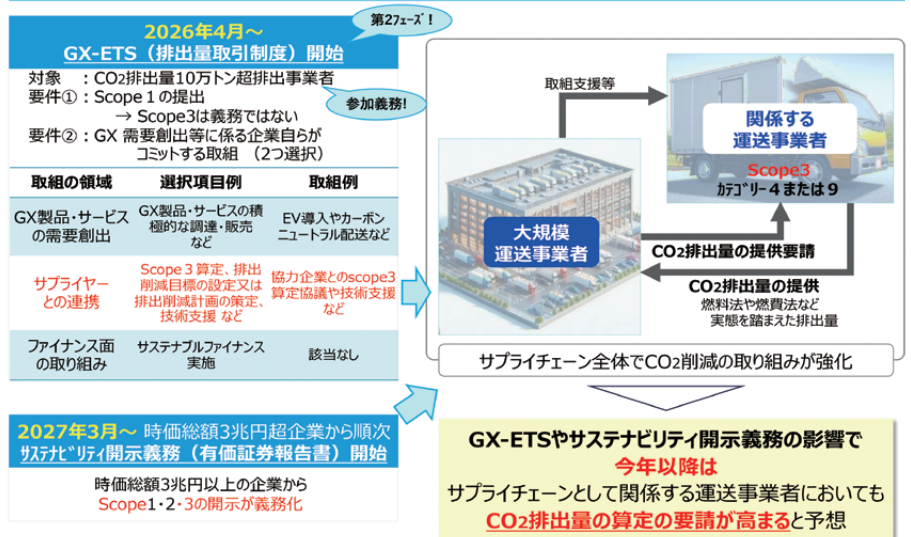 第2ﾌｪｰｽﾞ!
2026年4月～
GX-ETS（排出量取引制度）開始
対象　：CO2排出量10万トン超排出事業者
要件①：Scope１の提出
→ Scope3は義務ではない
参加義務!
要件②：GX 需要創出等に係る企業自らが
コミットする取組　（2つ選択）
取組の領域　選択項目例　取組例
GX製品・サービス
の需要創出
GX製品・サービスの積
極的な調達・販売
など
EV導入やカーボン
ニュートラル配送など
サプライヤー
との連携
Scope３算定、排出
削減目標の設定又は
排出削減計画の策定、
技術支援 など
協力企業とのscope3
算定協議や技術支援
など
ファイナンス面
の取り組み
サステナブルファイナンス
実施
該当なし
2027年3月～ 時価総額3兆円超企業から順次
ｻｽﾃﾅﾋﾞﾘﾃｨ開示義務（有価証券報告書）開始
時価総額3兆円以上の企業から
Scope1・2・3の開示が義務化
取組支援等
関係する
運送事業者
Scope3
ｶﾃｺﾞﾘｰ４または９
大規模
運送事業者
CO2排出量の提供要請
CO2排出量の提供
燃料法や燃費法など
実態を踏まえた排出量
サプライチェーン全体でCO2削減の取り組みが強化
GX-ETSやサステナビリティ開示義務の影響で
今年以降は
サプライチェーンとして関係する運送事業者においても
CO2排出量の算定の要請が高まると予想